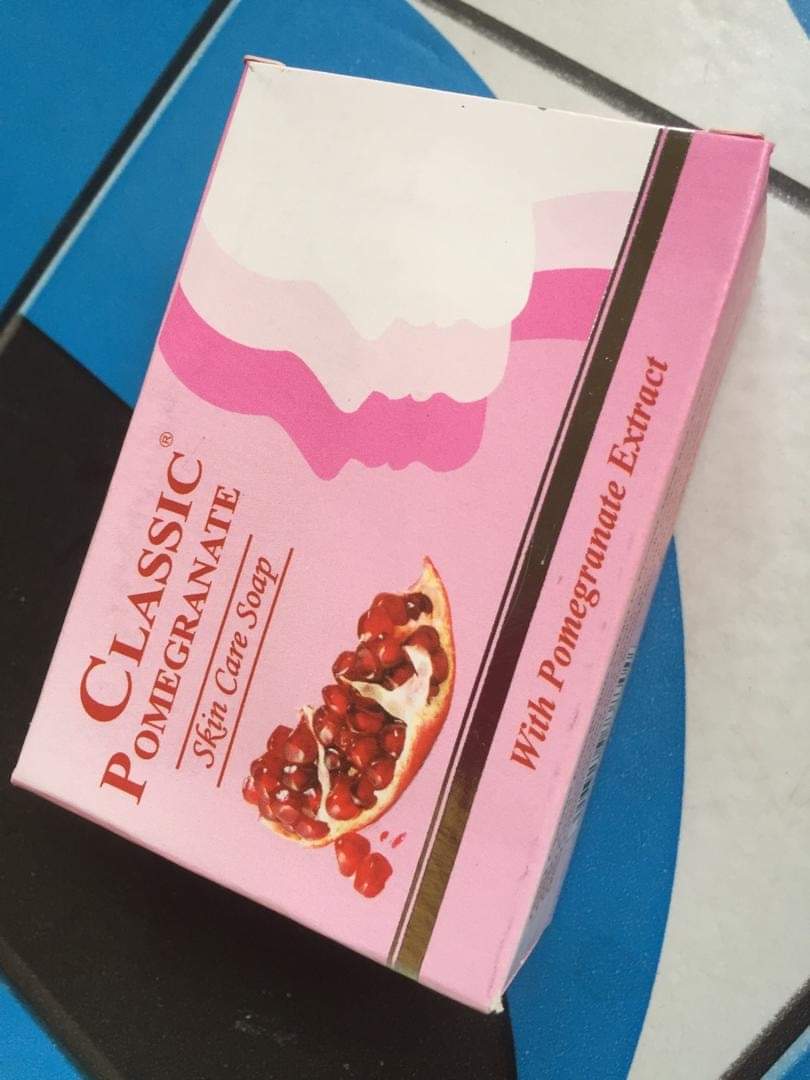 CLASSIC®
POMEGRANATE
Skin Care Soap
With Pomegranate Extract